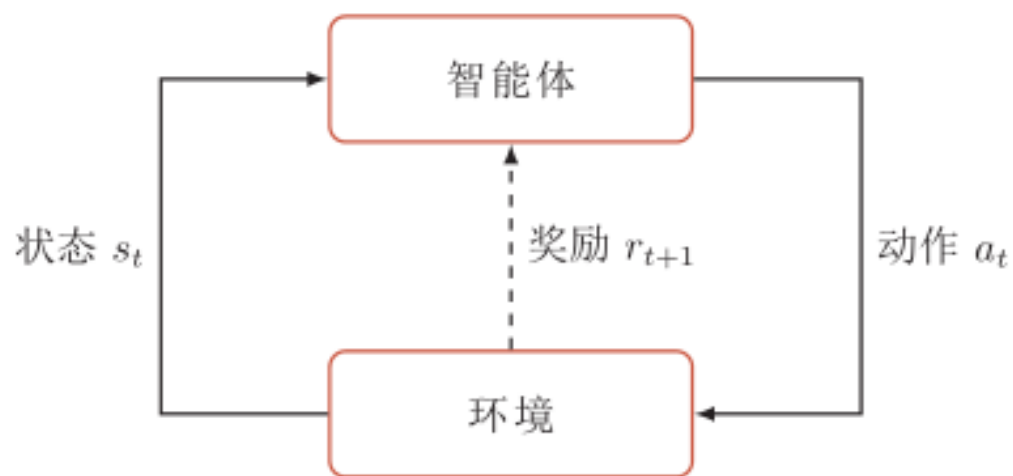 智能体
状态 s_t
奖励 r_{t+1}
动作 a_t
环境